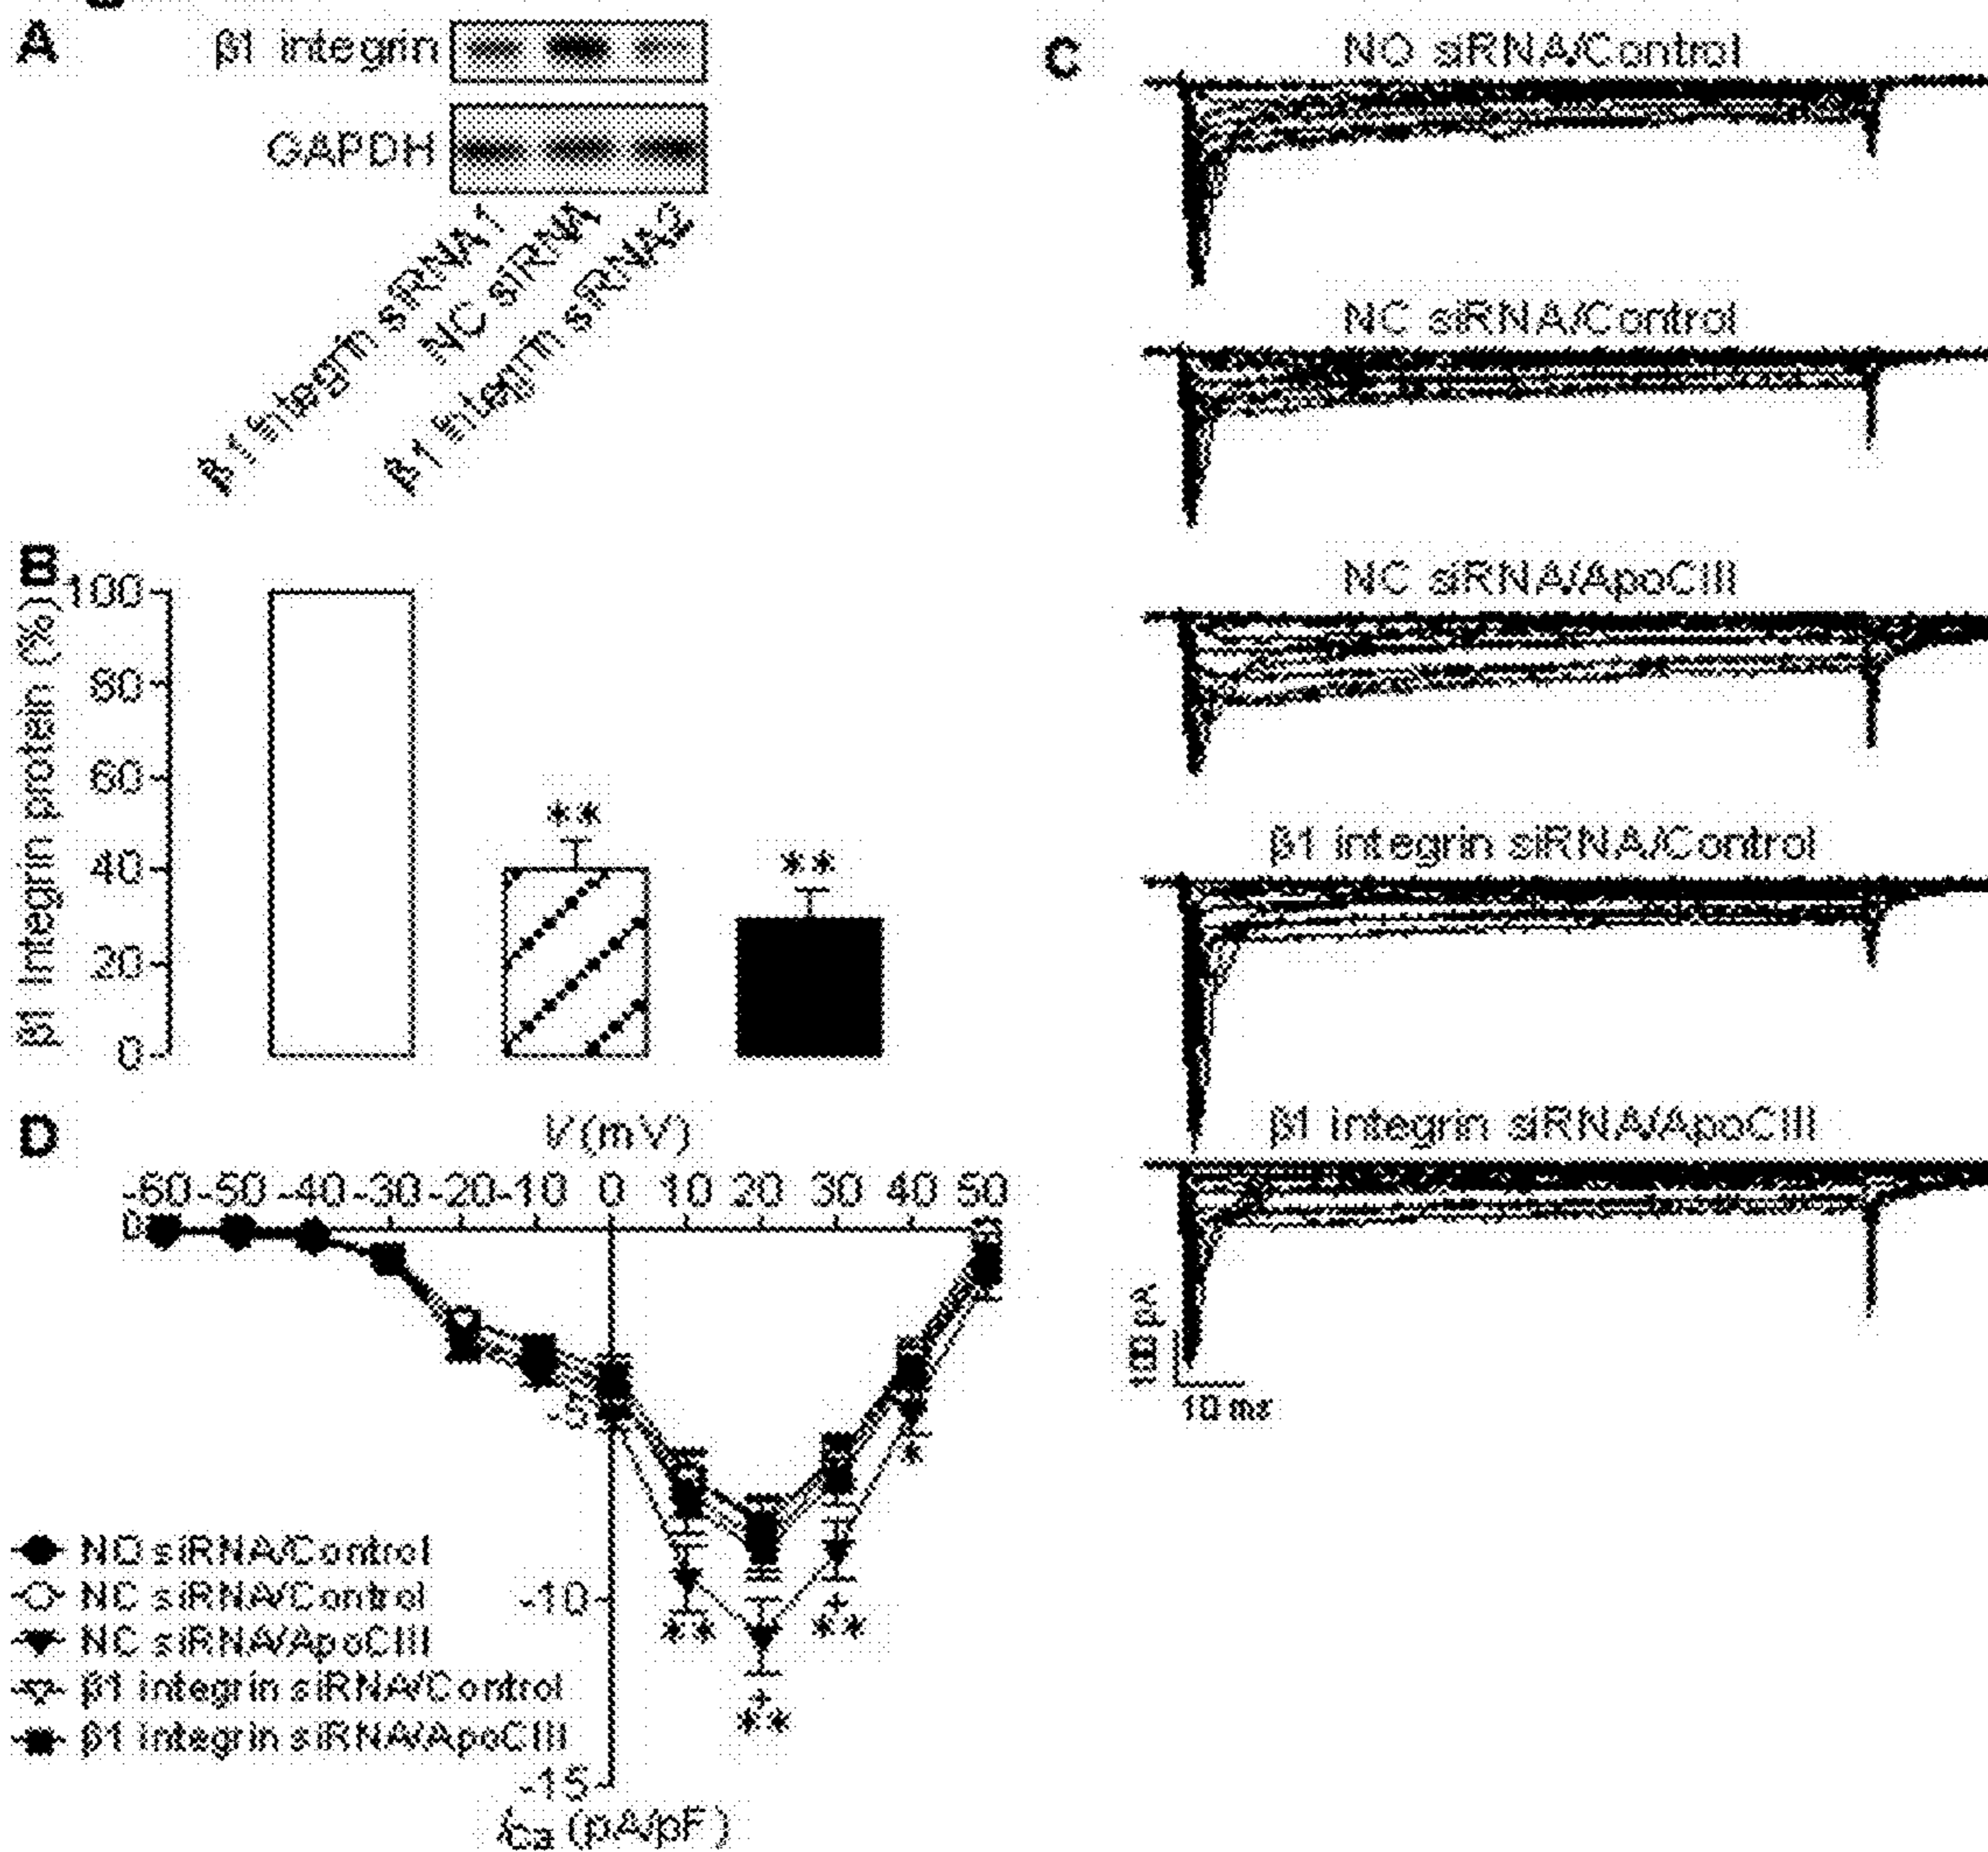 A
β1 integrin
GAPDH
β1 integrin siRNA1
NC siRNA
β1 integrin siRNA2
B
β1 integrin protein (%)
100
80
60
40
20
0
**
**
C
NO siRNA/Control
NC siRNA/Control
NC siRNA/ApoCIII
β1 integrin siRNA/Control
β1 integrin siRNA/ApoCIII
100 pA
10 ms
D
V (mV)
-60 -50 -40 -30 -20 -10 0 10 20 30 40 50
0
-5
-10
-15
*
**
+
**
+
**
NO siRNA/Control
NC siRNA/Control
NC siRNA/ApoCIII
β1 integrin siRNA/Control
β1 integrin siRNA/ApoCIII
ICa (pA/pF)